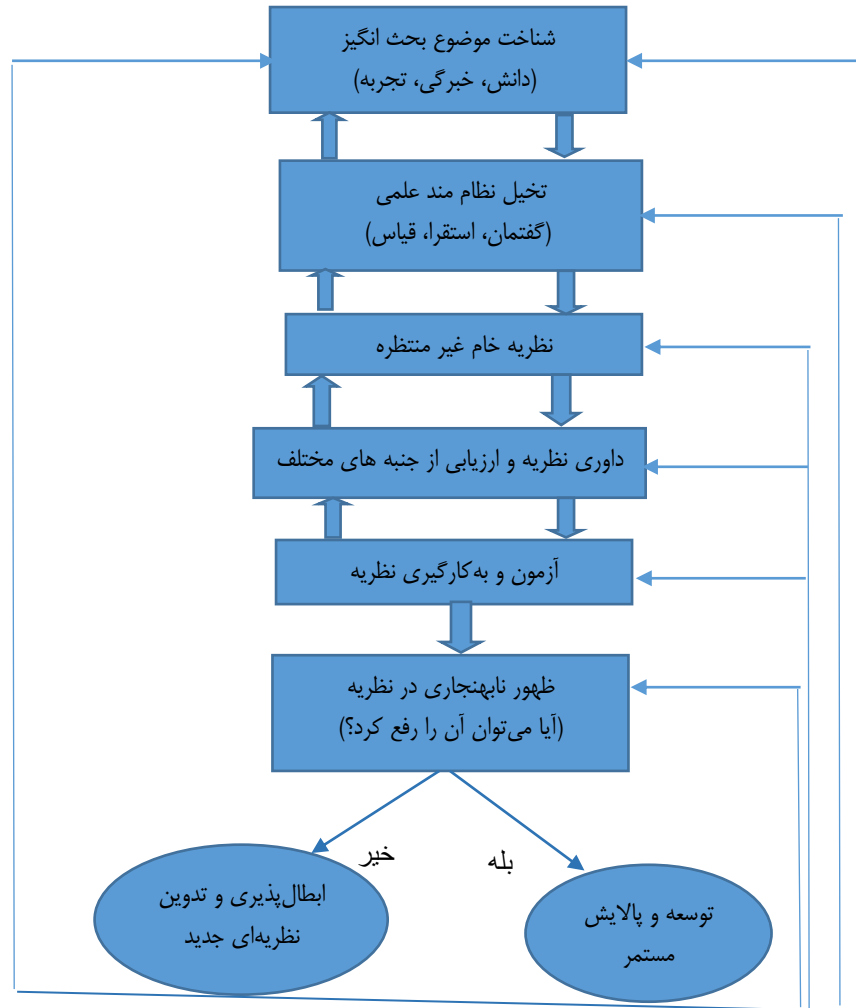 شناخت موضوع بحث انگیز
(دانش، خبرگی، تجربه)
تخیل نظام مند علمی
(گفتمان، استقرا، قیاس)
نظریه خام غیر منتظره
داوری نظریه و ارزیابی از جنبه های مختلف
آزمون و به‌کارگیری نظریه
ظهور نابهنجاری در نظریه
(آیا می‌توان آن را رفع کرد؟)
بله
خیر
توسعه و پالایش
مستمر
ابطال‌پذیری و تدوین
نظریه‌ای جدید